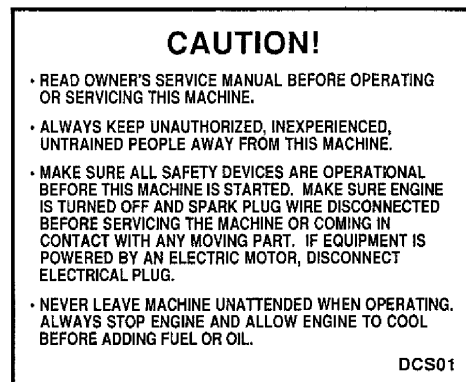 CAUTION!
• READ OWNER'S SERVICE MANUAL BEFORE OPERATING
OR SERVICING THIS MACHINE.
• ALWAYS KEEP UNAUTHORIZED, INEXPERIENCED,
UNTRAINED PEOPLE AWAY FROM THIS MACHINE.
• MAKE SURE ALL SAFETY DEVICES ARE OPERATIONAL
BEFORE THIS MACHINE IS STARTED. MAKE SURE ENGINE
IS TURNED OFF AND SPARK PLUG WIRE DISCONNECTED
BEFORE SERVICING THE MACHINE OR COMING IN
CONTACT WITH ANY MOVING PART. IF EQUIPMENT IS
POWERED BY AN ELECTRIC MOTOR, DISCONNECT
ELECTRICAL PLUG.
• NEVER LEAVE MACHINE UNATTENDED WHEN OPERATING.
ALWAYS STOP ENGINE AND ALLOW ENGINE TO COOL
BEFORE ADDING FUEL OR OIL.
DCS01